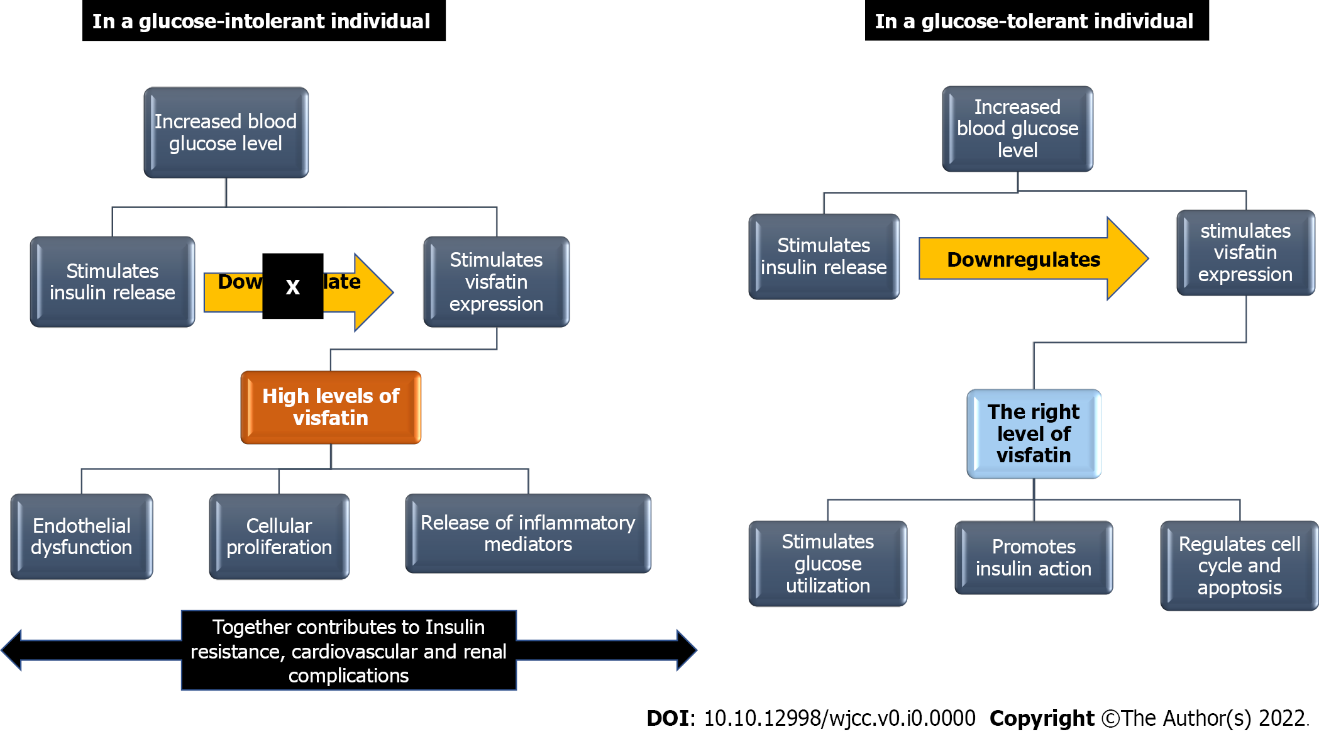 In a glucose-intolerant individual
Increased blood
glucose level
Stimulates
insulin release
Dow
X
late
Stimulates
visfatin
expression
High levels of
visfatin
Endothelial
dysfunction
Cellular
proliferation
Release of inflammatory
mediators
Together contributes to Insulin
resistance, cardiovascular and renal
complications
In a glucose-tolerant individual
Increased
blood glucose
level
Stimulates
insulin release
Downregulates
stimulates
visfatin
expression
The right
level of
visfatin
Stimulates
glucose
utilization
Promotes
insulin action
Regulates cell
cycle and
apoptosis
DOI: 10.10.12998/wjcc.v0.i0.0000 Copyright ©The Author(s) 2022.